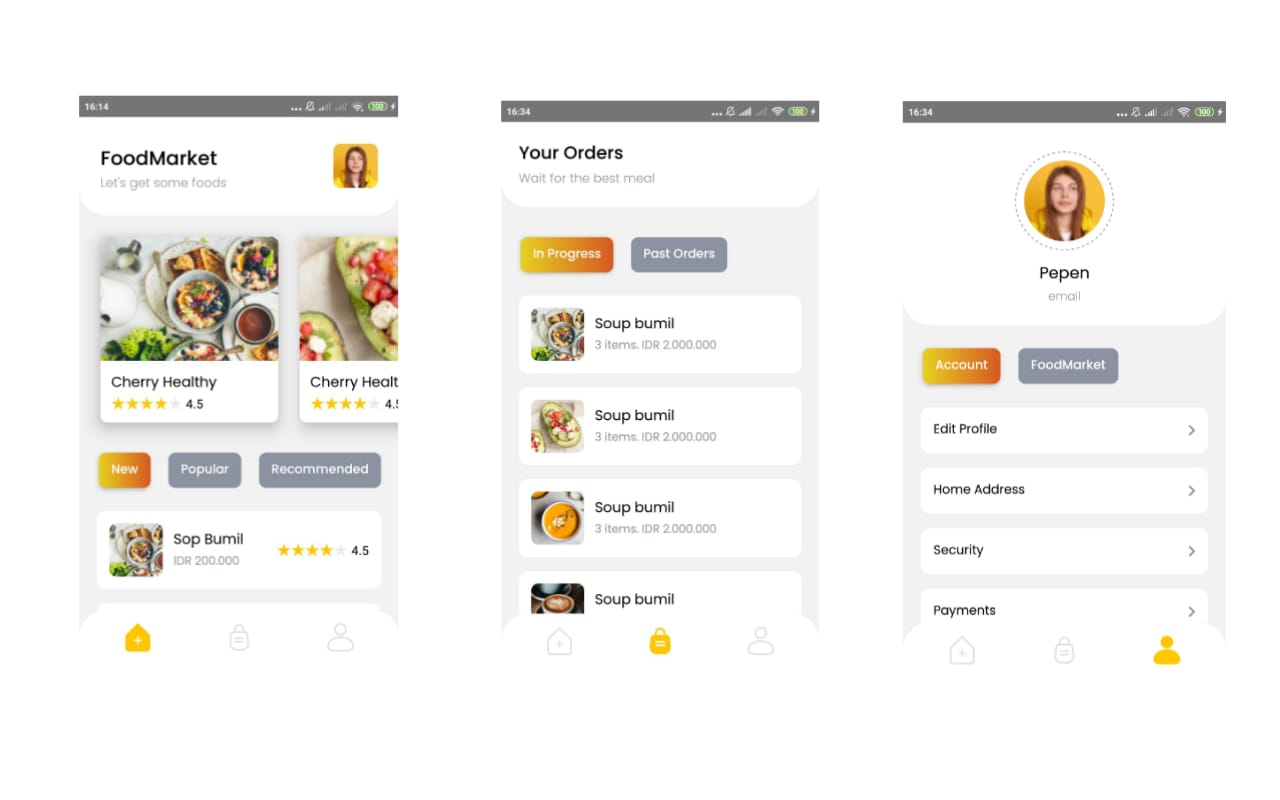 16:14
100
FoodMarket
Let's get some foods
Cherry Healthy
4.5
Cherry Healt
4.5
New
Popular
Recommended
Sop Bumil
IDR 200.000
4.5
16:34
100
Your Orders
Wait for the best meal
In Progress
Past Orders
Soup bumil
3 items. IDR 2.000.000
Soup bumil
3 items. IDR 2.000.000
Soup bumil
3 items. IDR 2.000.000
Soup bumil
16:34
100
Pepen
email
Account
FoodMarket
Edit Profile
Home Address
Security
Payments